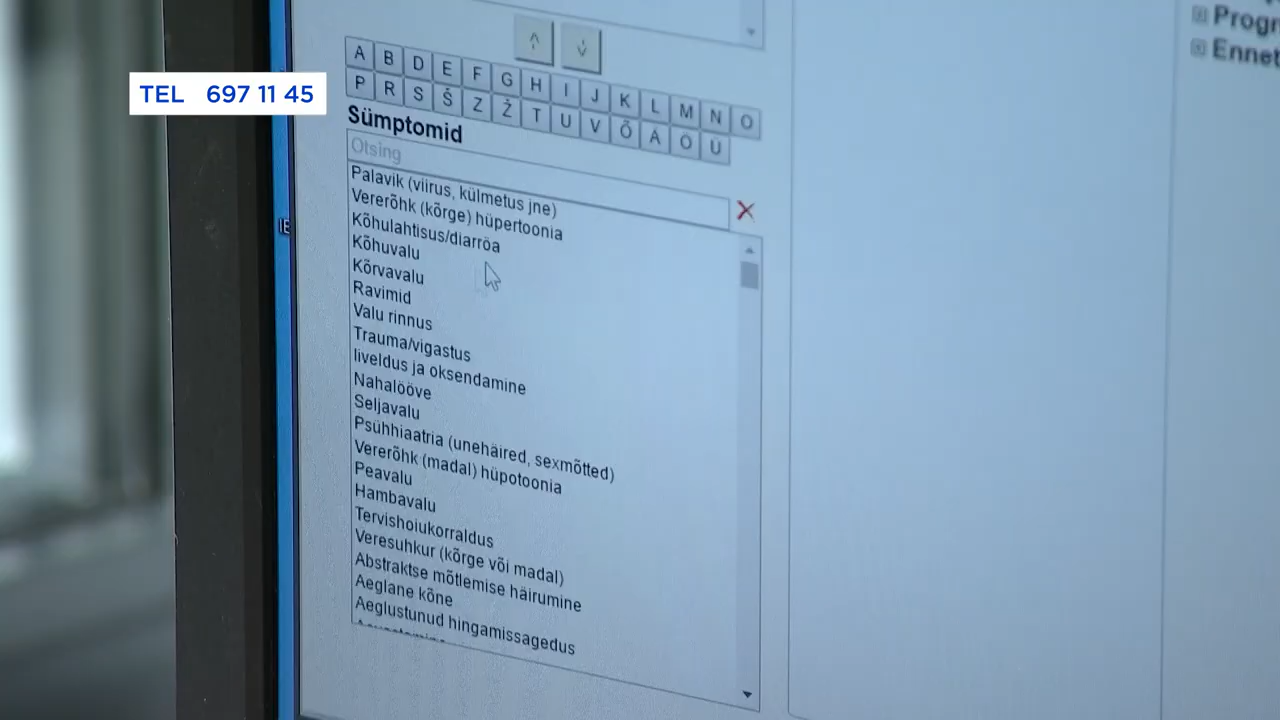 TEL 697 11 45
A B D E F G H I J K L M N O
P R S Š Z Ž T U V Õ Ä Ö Ü
Sümptomid
Otsing
Palavik (viirus, külmetus jne)
Vererõhk (kõrge) hüpertoonia
Kõhulahtisus/diarröa
Kõhuvalu
Kõrvavalu
Ravimid
Valu rinnus
Trauma/vigastus
Iiveldus ja oksendamine
Nahalööve
Seljavalu
Psühhiaatria (unehäired, sexmõtted)
Vererõhk (madal) hüpotoonia
Peavalu
Hambavalu
Tervishoiukorraldus
Veresuhkur (kõrge või madal)
Abstraktse mõtlemise häirumine
Aeglane kõne
Aeglustunud hingamissagedus
Progn
Ennet